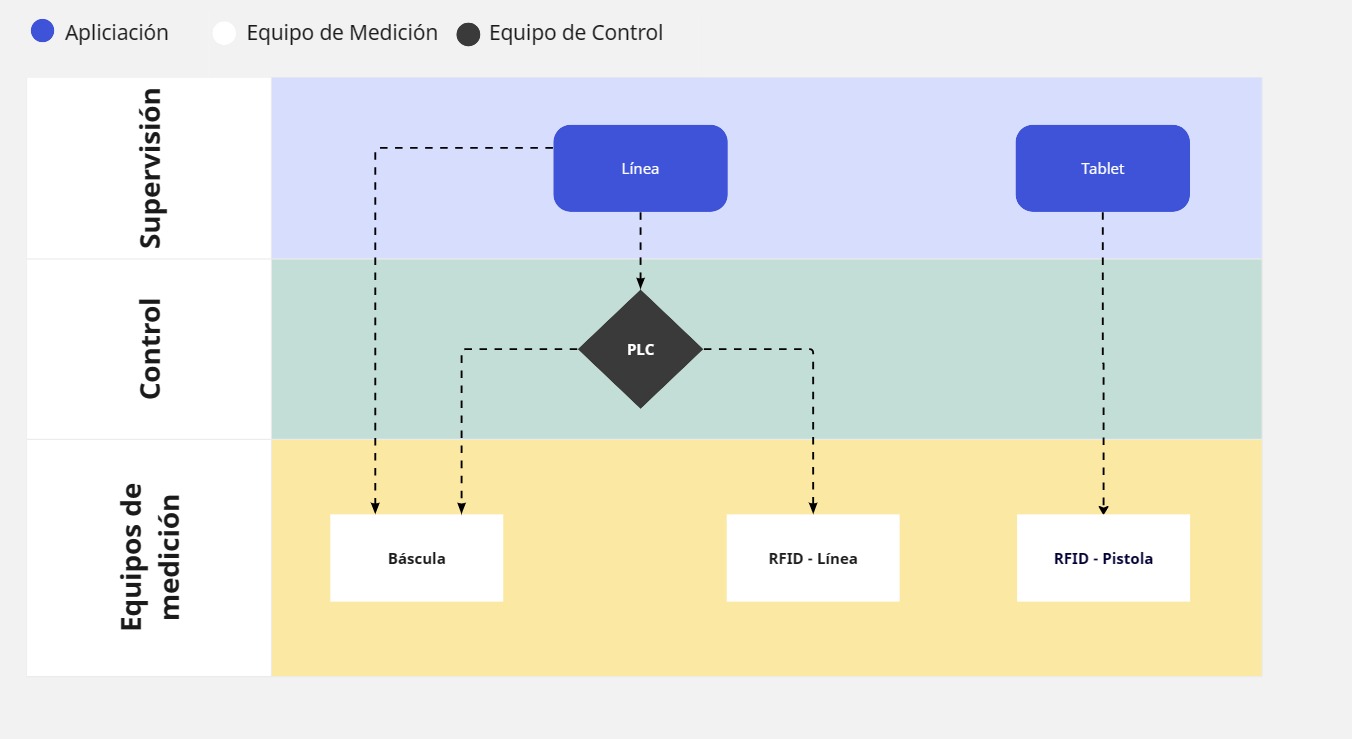 Apliciación
Equipo de Medición
Equipo de Control
Supervisión
Línea
Tablet
Control
PLC
Equipos de
medición
Báscula
RFID - Línea
RFID - Pistola